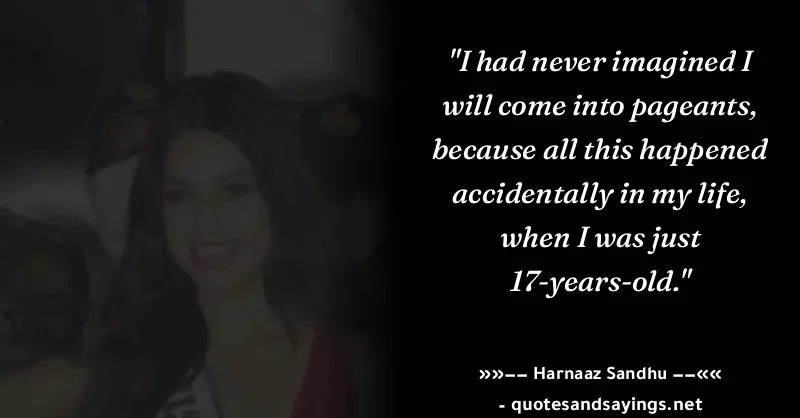 "I had never imagined I
will come into pageants,
because all this happened
accidentally in my life,
when I was just
17-years-old."
»»−− Harnaaz Sandhu −−««
- quotesandsayings.net